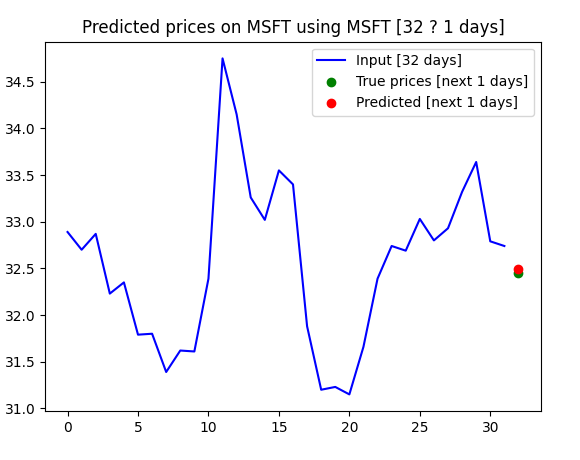 Predicted prices on MSFT using MSFT [32 ? 1 days]
Input [32 days]
True prices [next 1 days]
Predicted [next 1 days]
34.5
34.0
33.5
33.0
32.5
32.0
31.5
31.0
0 5 10 15 20 25 30